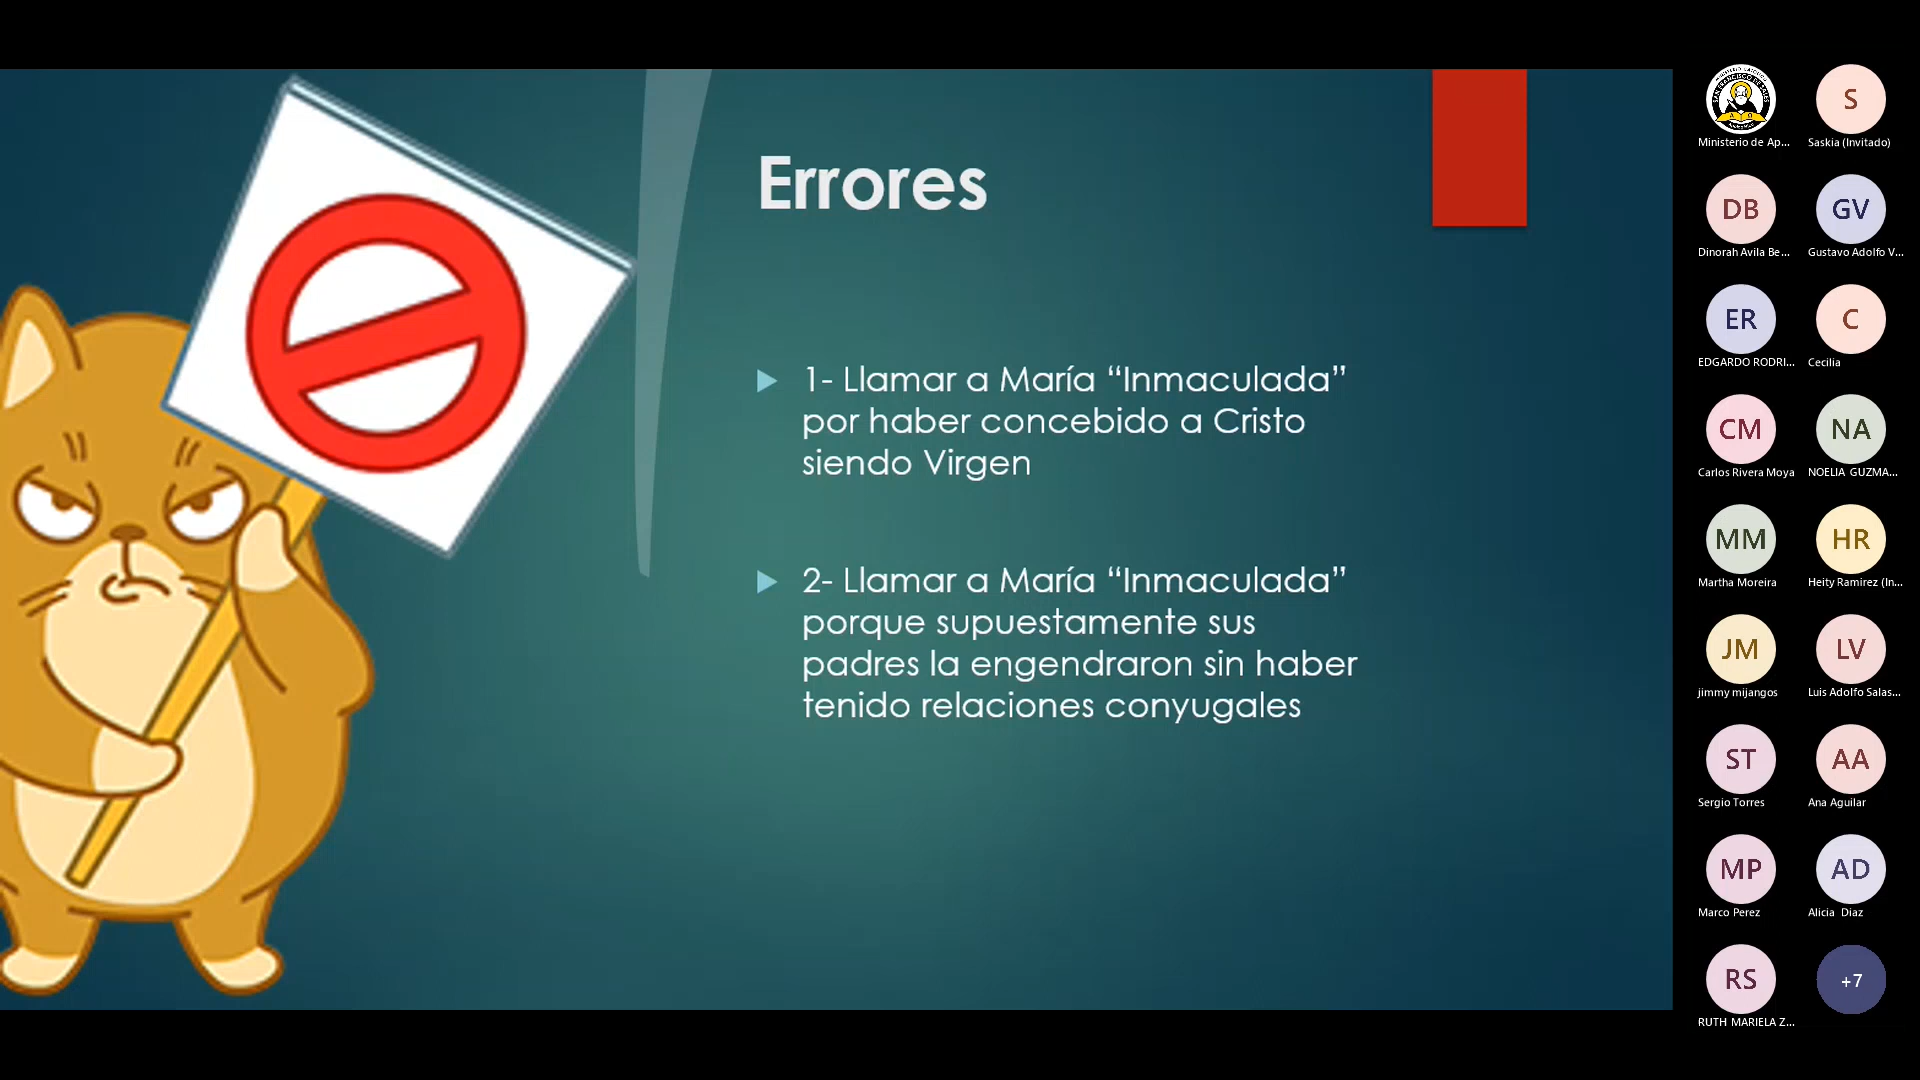 Errores
1- Llamar a María “Inmaculada”
por haber concebido a Cristo
siendo Virgen
2- Llamar a María “Inmaculada”
porque supuestamente sus
padres la engendraron sin haber
tenido relaciones conyugales
Ministerio de Ap...
S
Saskia (Invitado)
DB
Dinorah Avila Be...
GV
Gustavo Adolfo V...
ER
EDGARDO RODRI...
C
Cecilia
CM
Carlos Rivera Moya
NA
NOELIA GUZMA...
MM
Martha Moreira
HR
Heity Ramirez (In...
JM
jimmy mijangos
LV
Luis Adolfo Salas...
ST
Sergio Torres
AA
Ana Aguilar
MP
Marco Perez
AD
Alicia Diaz
RS
RUTH MARIELA Z...
+7